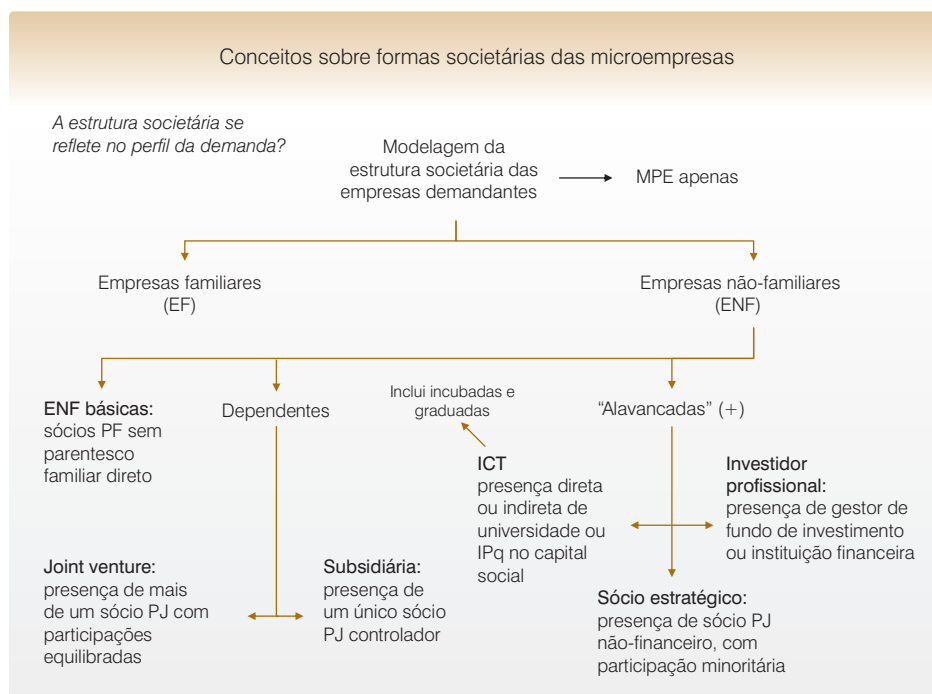 Conceitos sobre formas societárias das microempresas
A estrutura societária se
reflete no perfil da demanda?
Modelagem da
estrutura societária das
empresas demandantes
MPE apenas
Empresas familiares
(EF)
Empresas não-familiares
(ENF)
ENF básicas:
sócios PF sem
parentesco
familiar direto
Dependentes
Inclui incubadas e
graduadas
“Alavancadas” (+)
ICT
presença direta
ou indireta de
universidade ou
IPq no capital
social
Investidor
profissional:
presença de gestor de
fundo de investimento
ou instituição financeira
Joint venture:
presença de mais
de um sócio PJ com
participações
equilibradas
Subsidiária:
presença de
um único sócio
PJ controlador
Sócio estratégico:
presença de sócio PJ
não-financeiro, com
participação minoritária